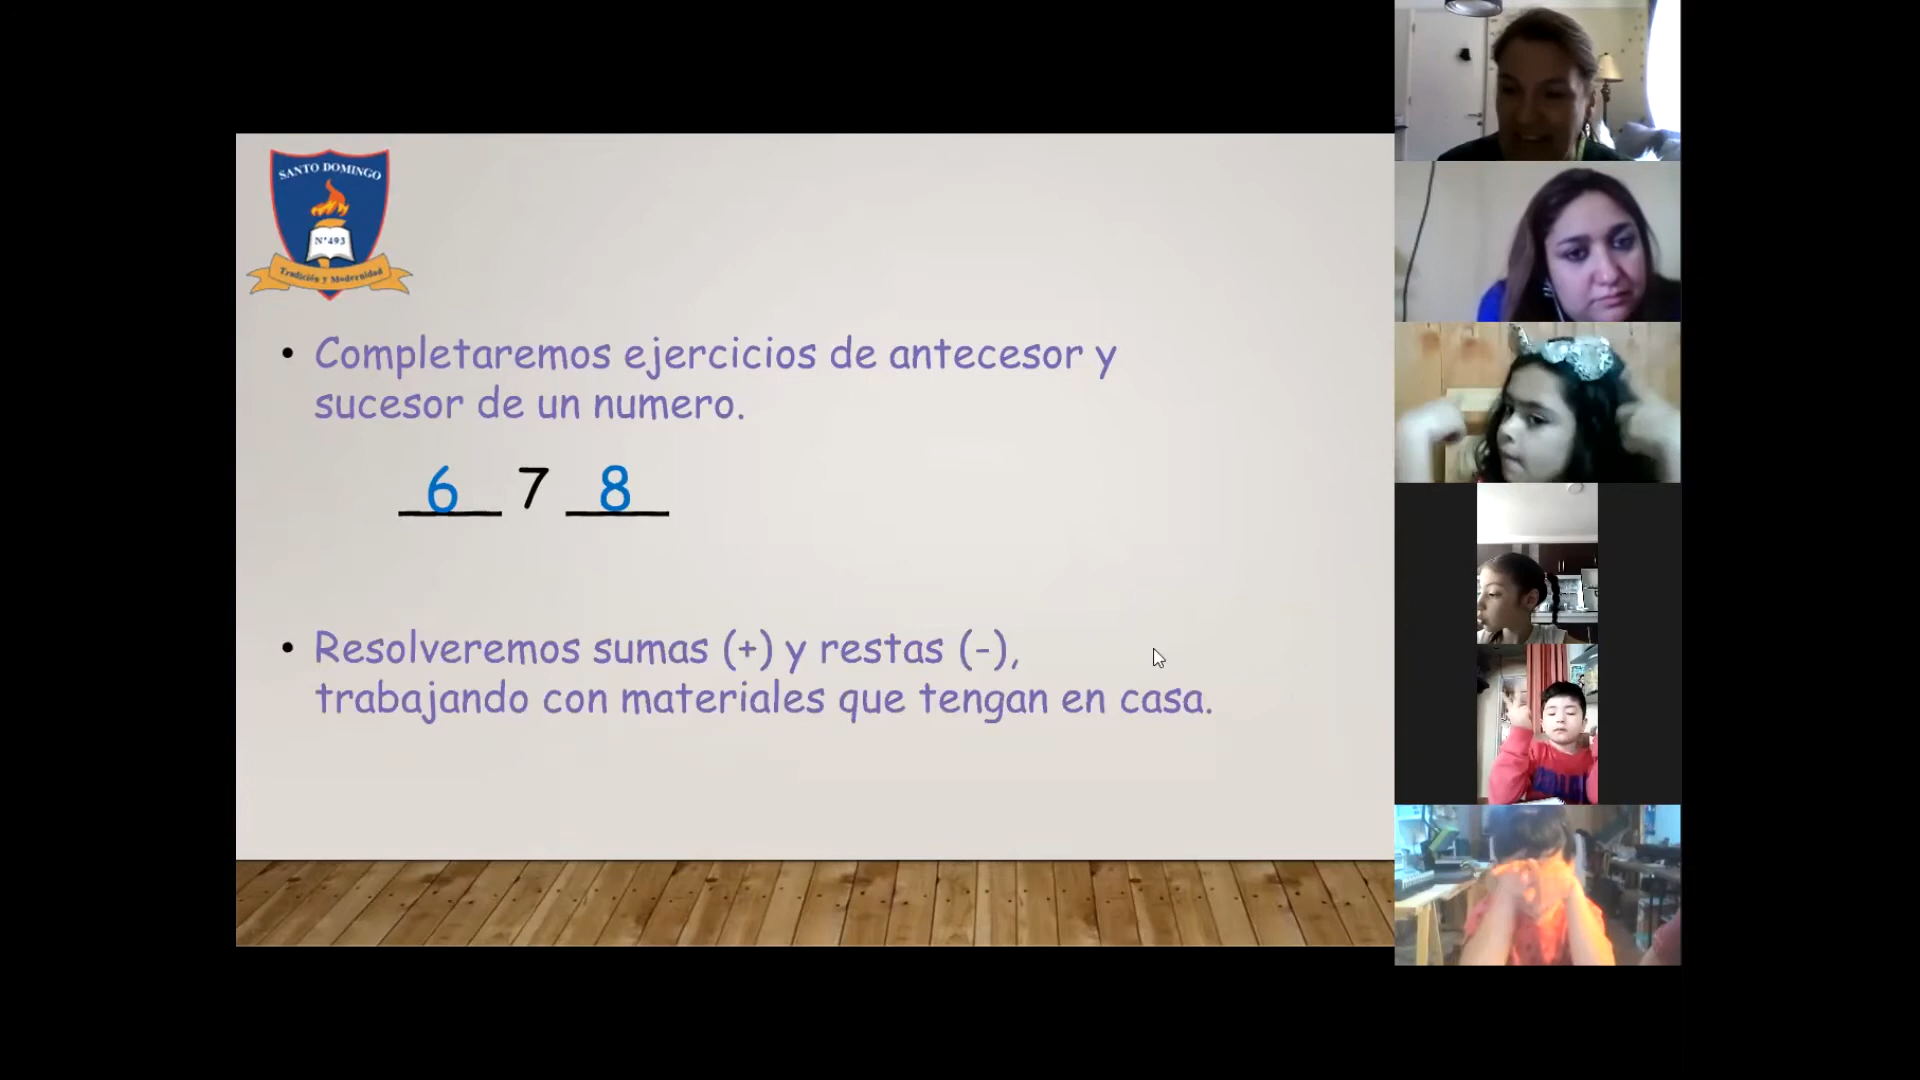 SANTO DOMINGO
N°493
Tradición y Modernidad
• Completaremos ejercicios de antecesor y
sucesor de un numero.
6 7 8
• Resolveremos sumas (+) y restas (-),
trabajando con materiales que tengan en casa.